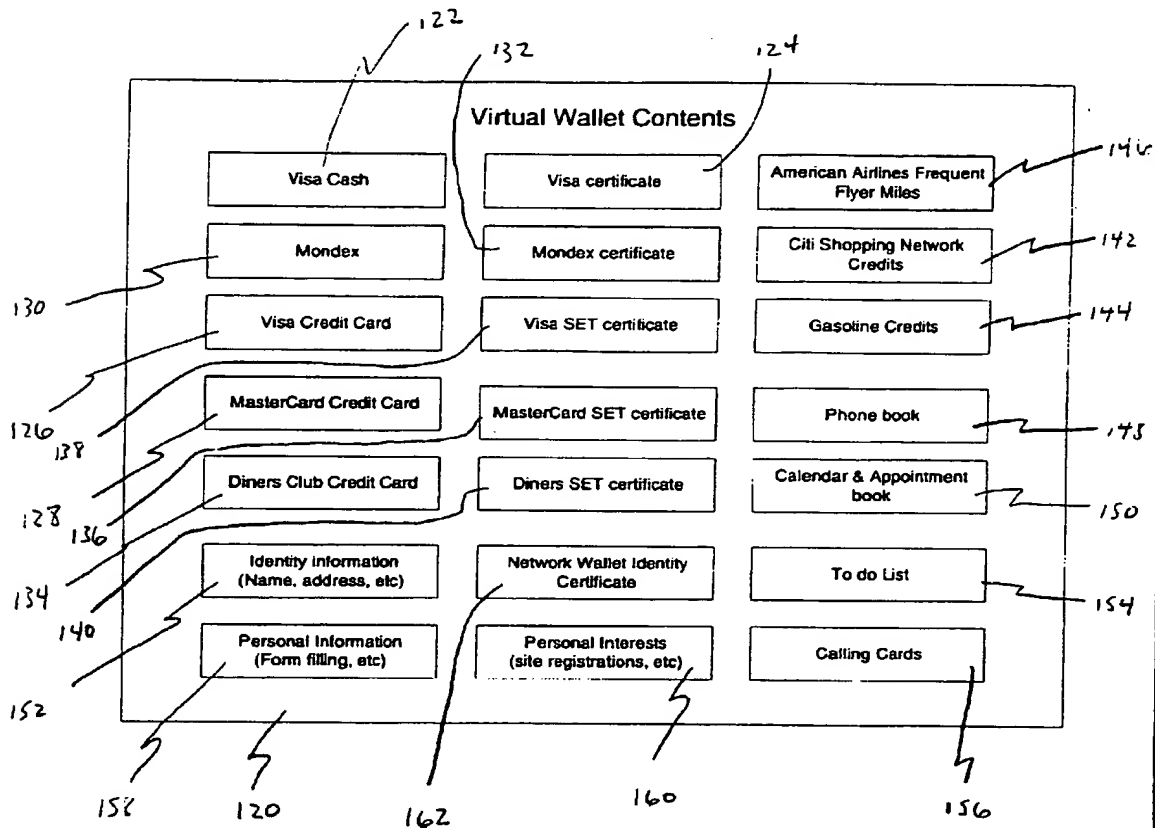 122
132
124
Virtual Wallet Contents
Visa Cash
Visa certificate
American Airlines Frequent
Flyer Miles
146
Mondex
Mondex certificate
Citi Shopping Network
Credits
142
130
Visa Credit Card
Visa SET certificate
Gasoline Credits
144
126
138
MasterCard Credit Card
MasterCard SET certificate
Phone book
148
128
136
Diners Club Credit Card
Diners SET certificate
Calendar & Appointment
book
150
134
140
Identity Information
(Name, address, etc)
Network Wallet Identity
Certificate
To do List
154
152
Personal Information
(Form filling, etc)
Personal Interests
(site registrations, etc)
Calling Cards
158
120
162
160
156